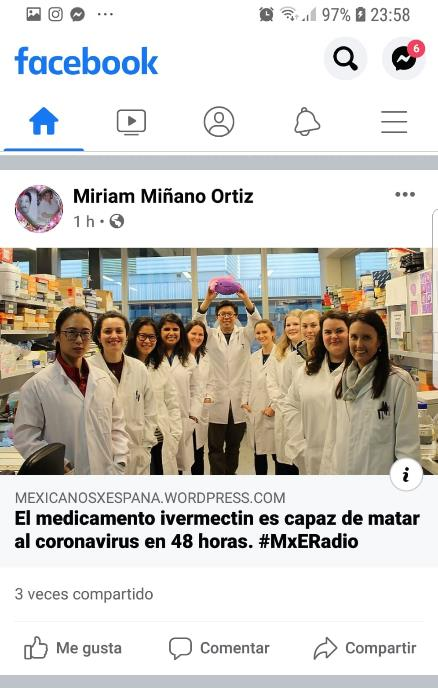 97% 23:58
facebook
6
Miriam Miñano Ortiz
1 h
MEXICANOSXESPANA.WORDPRESS.COM
El medicamento ivermectin es capaz de matar
al coronavirus en 48 horas. #MxERadio
3 veces compartido
Me gusta
Comentar
Compartir